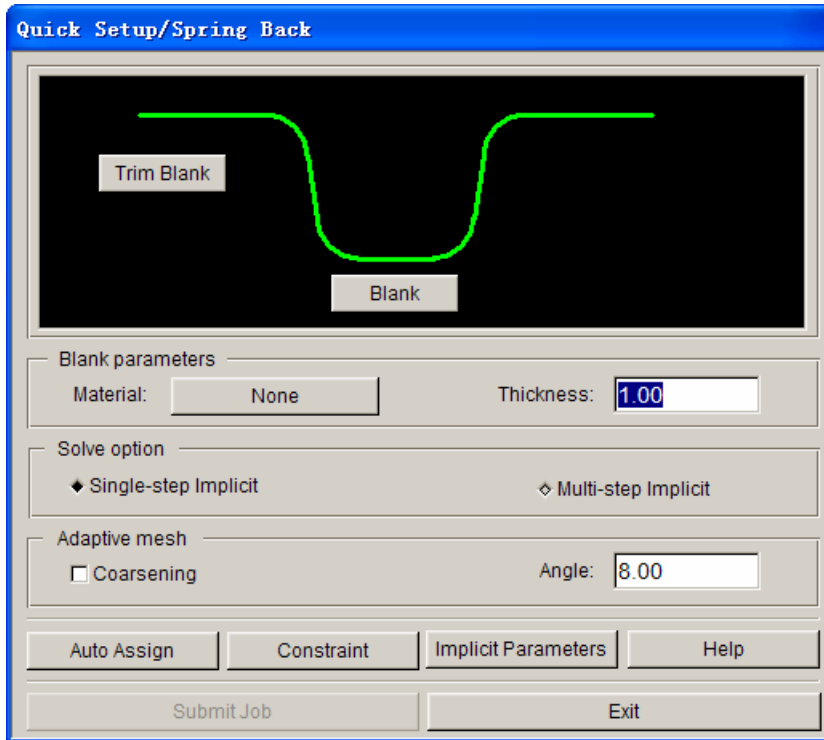 Quick Setup/Spring Back
Trim Blank
Blank
Blank parameters
Material: None Thickness: 1.00
Solve option
Single-step Implicit Multi-step Implicit
Adaptive mesh
Coarsening Angle: 8.00
Auto Assign Constraint Implicit Parameters Help
Submit Job Exit